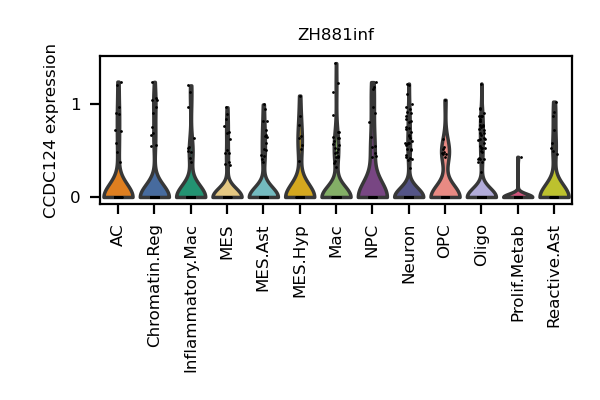 ZH881inf
CCDC124 expression
1
0
AC
Chromatin.Reg
Inflammatory.Mac
MES
MES.Ast
MES.Hyp
Mac
NPC
Neuron
OPC
Oligo
Prolif.Metab
Reactive.Ast